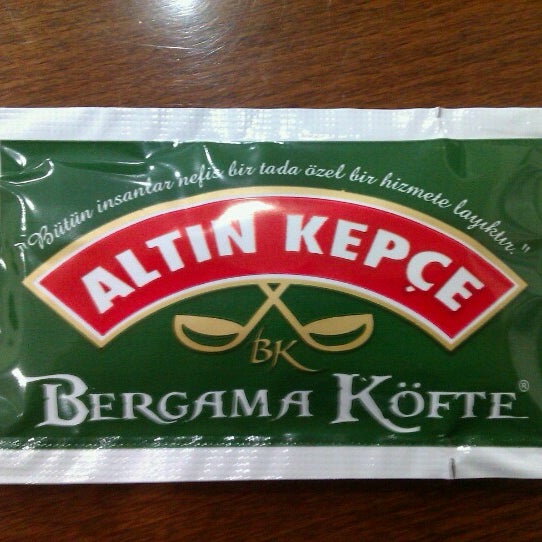 "Bütün insanlar nefis bir tada özel bir hizmete layıktır."
ALTIN KEPÇE
BK
BERGAMA KÖFTE®